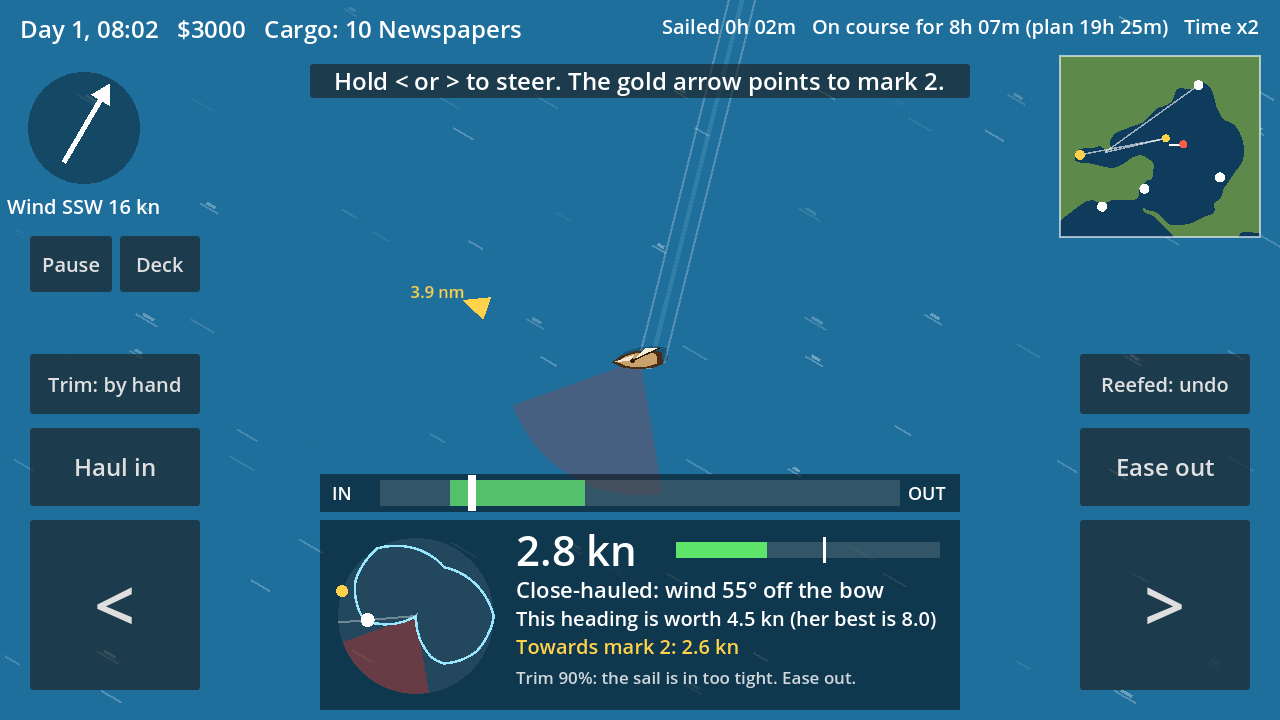 Day 1, 08:02 $3000 Cargo: 10 Newspapers
Sailed 0h 02m On course for 8h 07m (plan 19h 25m) Time x2
Hold < or > to steer. The gold arrow points to mark 2.
Wind SSW 16 kn
Pause Deck
3.9 nm
Trim: by hand
Reefed: undo
Haul in
Ease out
IN OUT
<
>
2.8 kn
Close-hauled: wind 55° off the bow
This heading is worth 4.5 kn (her best is 8.0)
Towards mark 2: 2.6 kn
Trim 90%: the sail is in too tight. Ease out.